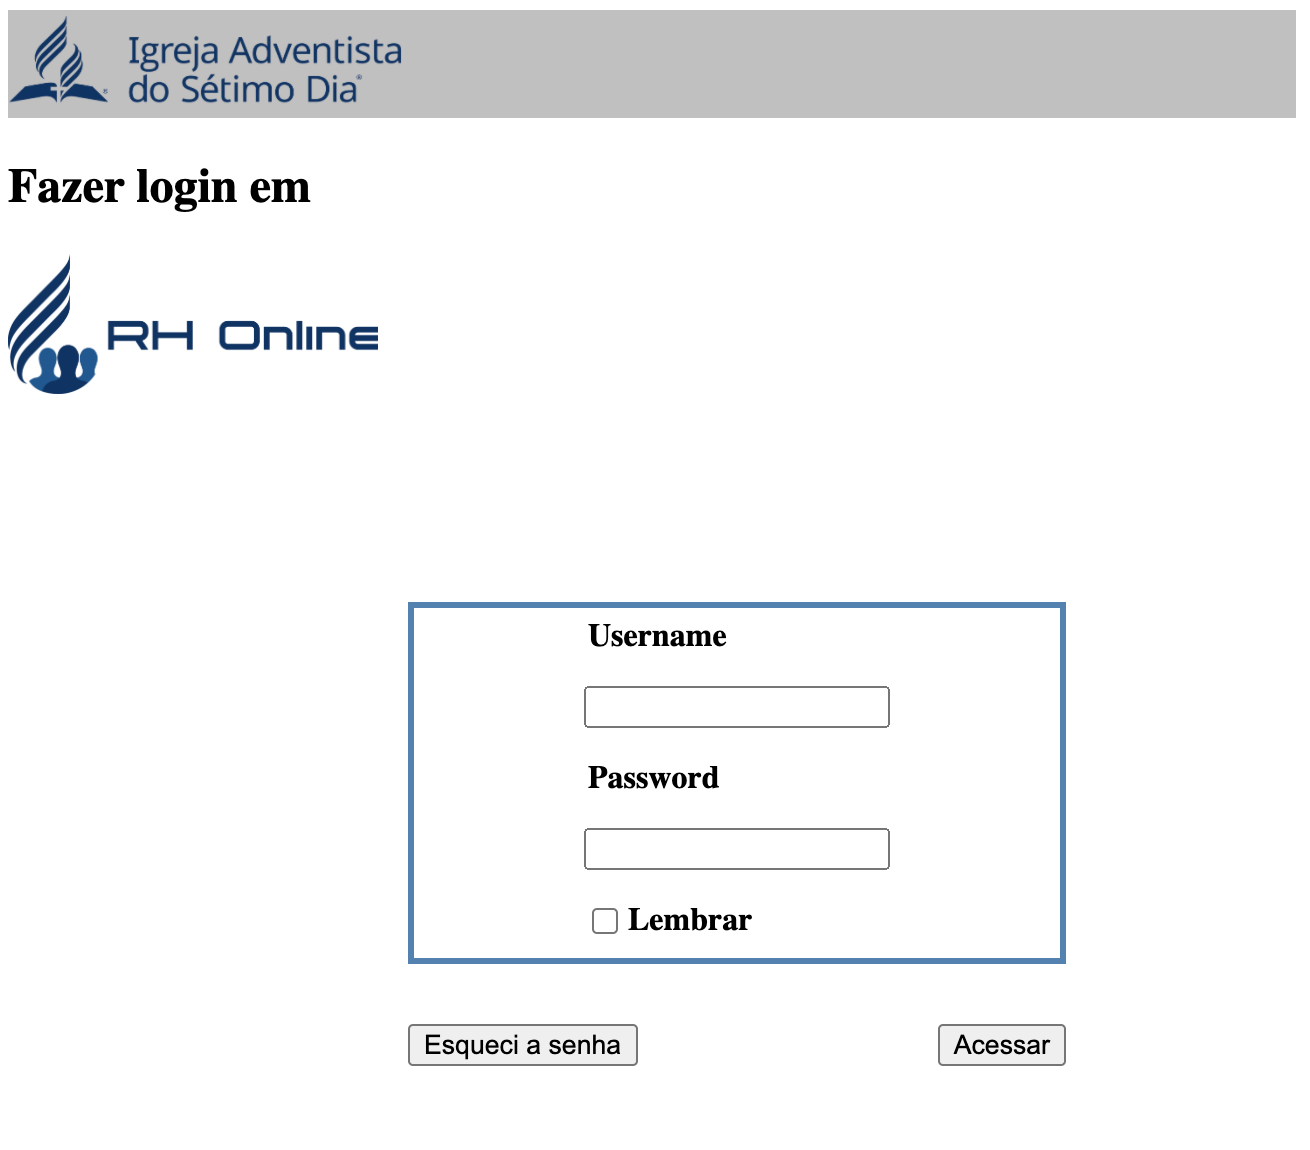 Igreja Adventista
do Sétimo Dia®
Fazer login em
RH Online
Username
Password
Lembrar
Esqueci a senha
Acessar